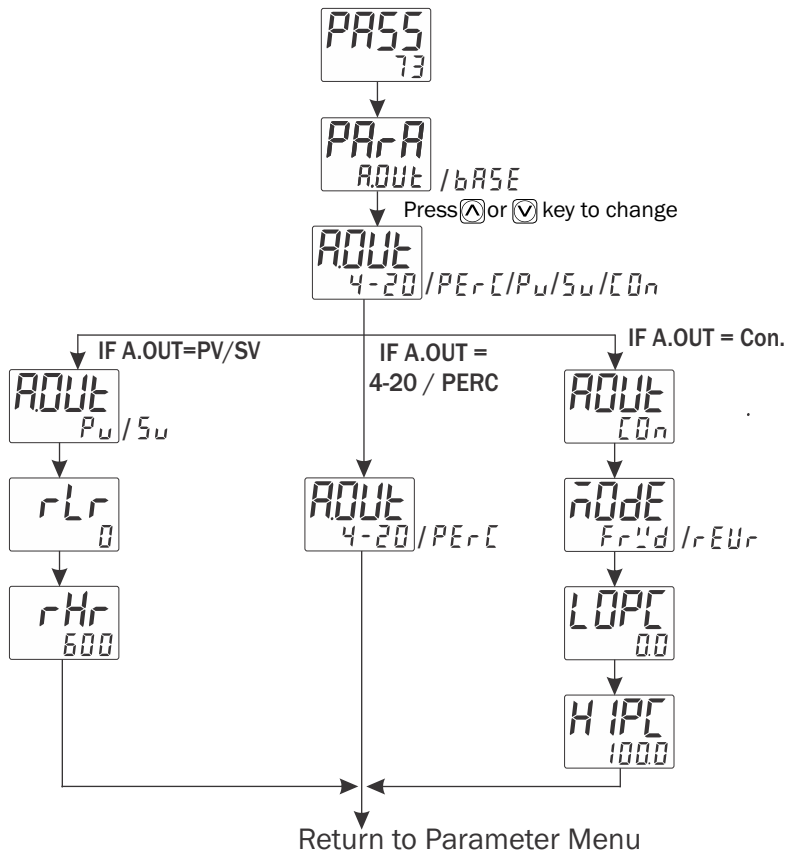 PASS
73
PArA
A.OUt / bASE
Press or key to change
A.OUt
4-20 / PErC / Pu / Su / COn
IF A.OUT=PV/SV
IF A.OUT =
4-20 / PERC
IF A.OUT = Con.
A.OUt
Pu / Su
rLr
0
rHr
600
A.OUt
4-20 / PErC
AOUt
COn
nOdE
Frwd / rEUr
LOPC
0.0
HIPC
100.0
Return to Parameter Menu